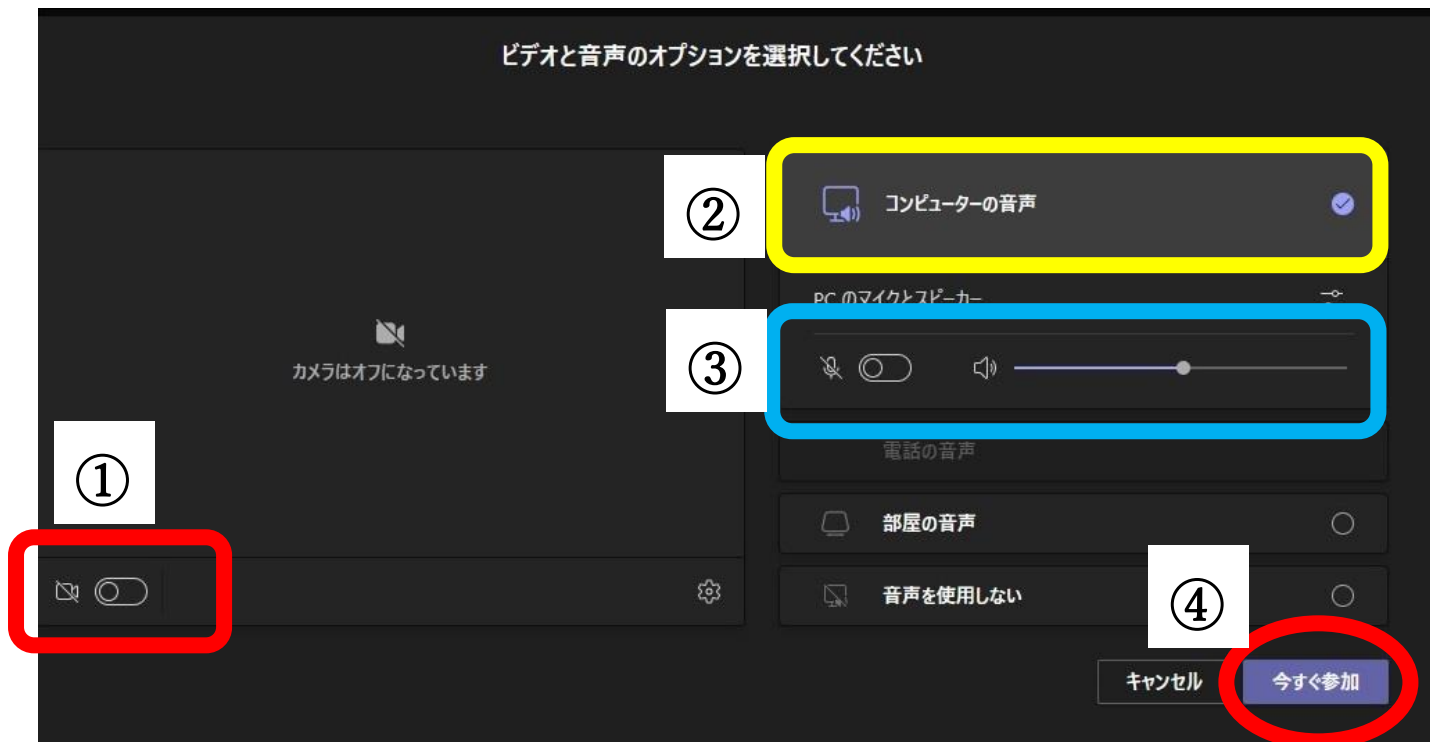 ビデオと音声のオプションを選択してください
②
コンピューターの音声
PC のマイクとスピーカー
カメラはオフになっています
③
電話の音声
①
部屋の音声
音声を使用しない
④
キャンセル
今すぐ参加